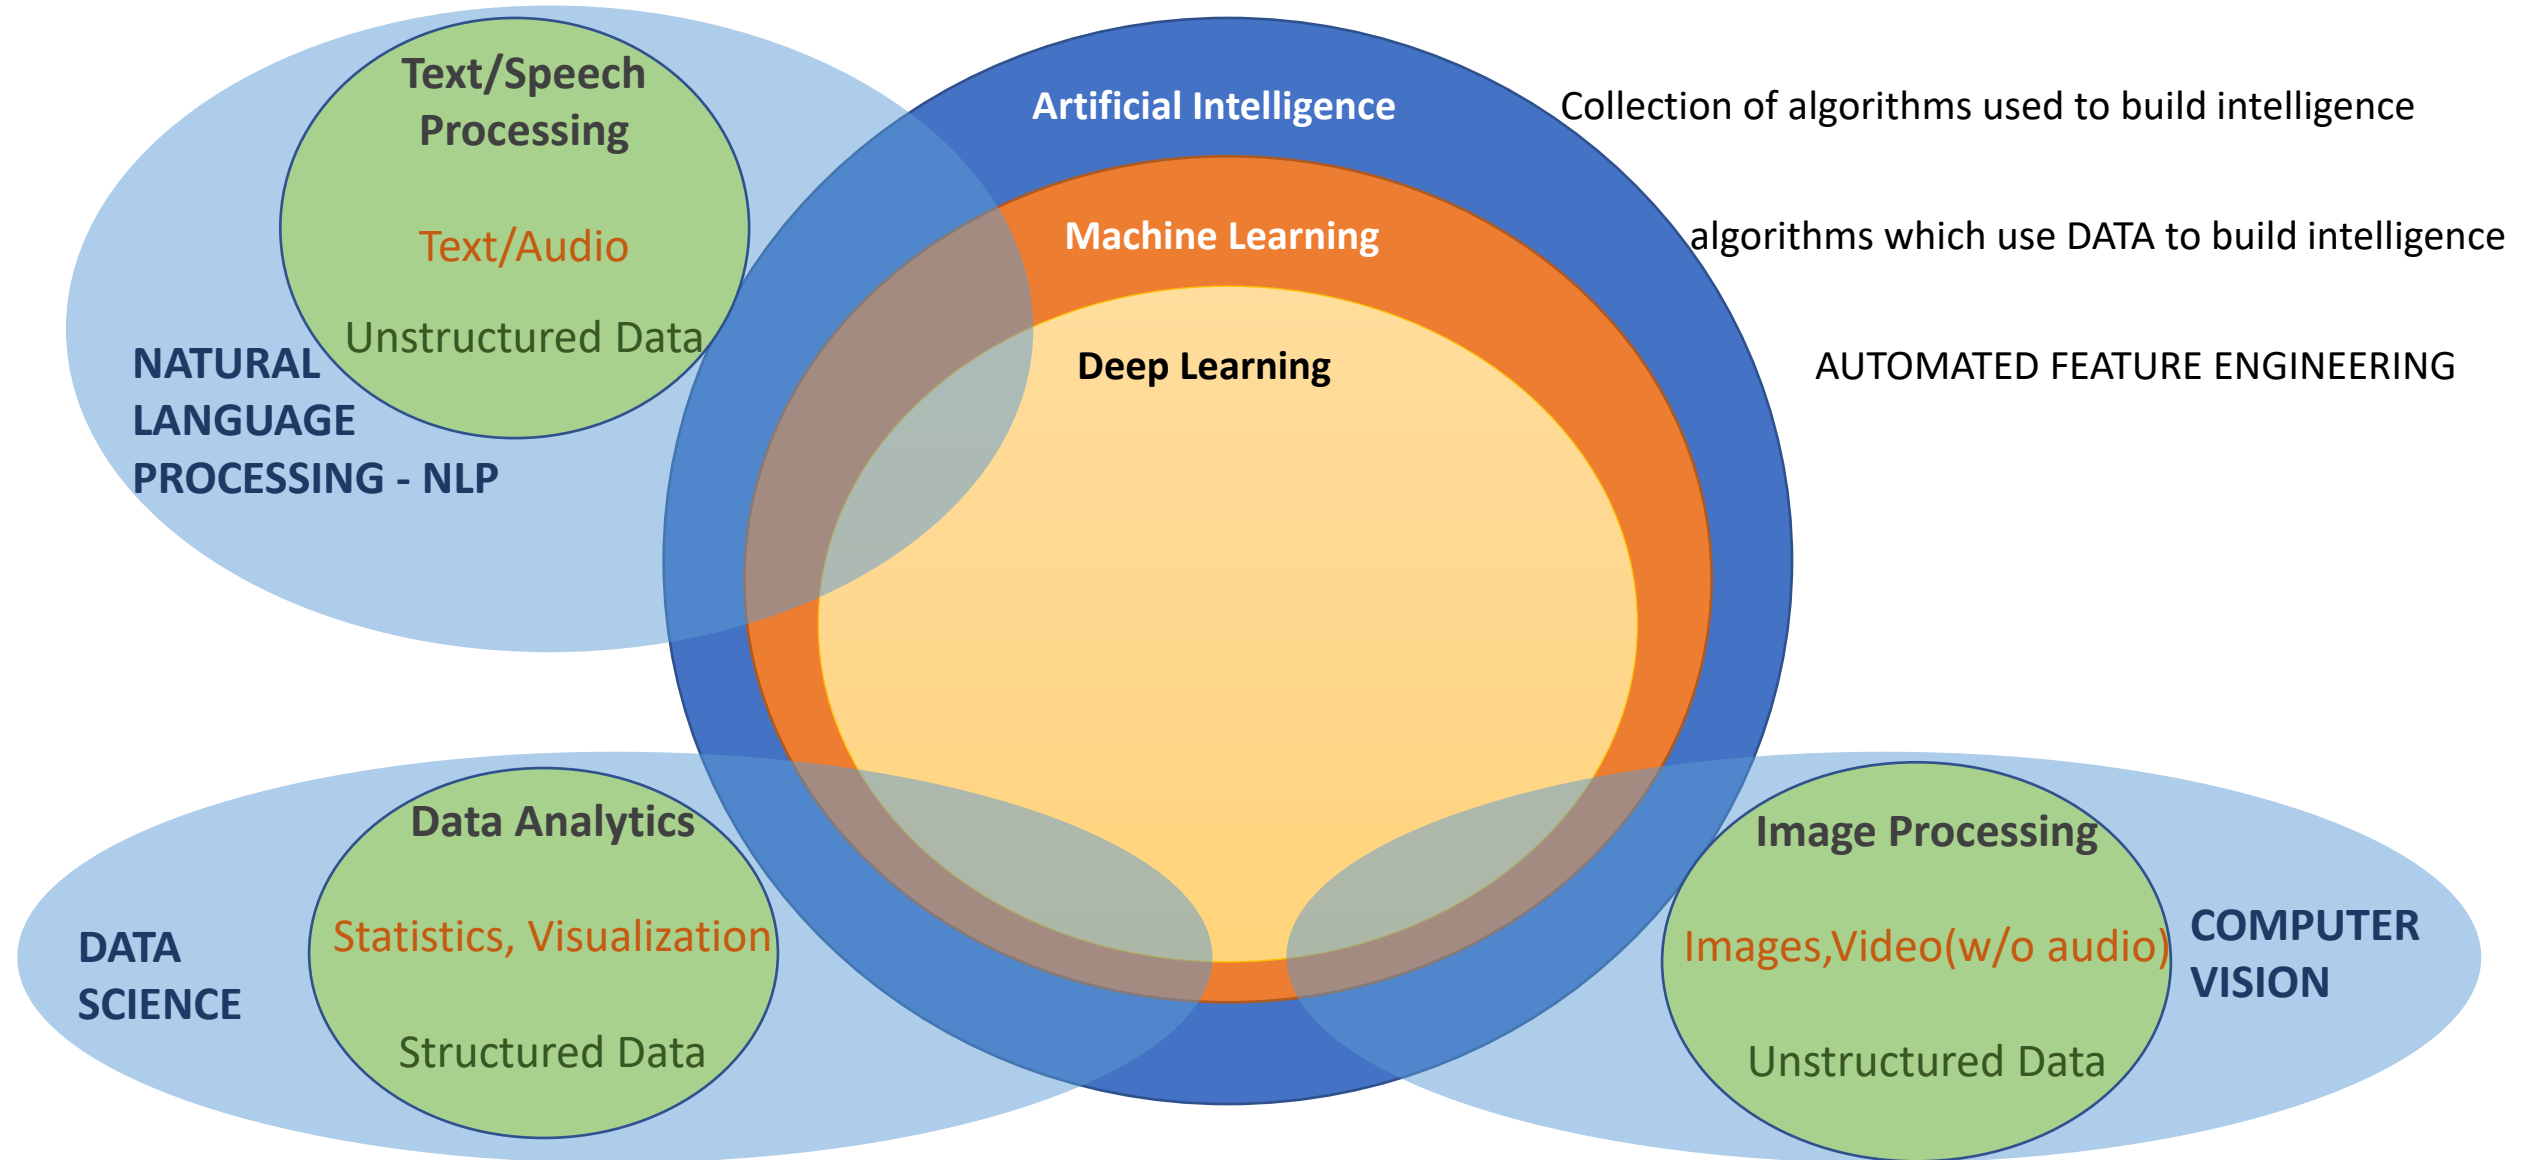 Text/Speech
Processing
Text/Audio
Unstructured Data
NATURAL
LANGUAGE
PROCESSING - NLP
Artificial Intelligence
Collection of algorithms used to build intelligence
Machine Learning
algorithms which use DATA to build intelligence
Deep Learning
AUTOMATED FEATURE ENGINEERING
Data Analytics
Statistics, Visualization
Structured Data
DATA
SCIENCE
Image Processing
Images,Video(w/o audio)
Unstructured Data
COMPUTER
VISION